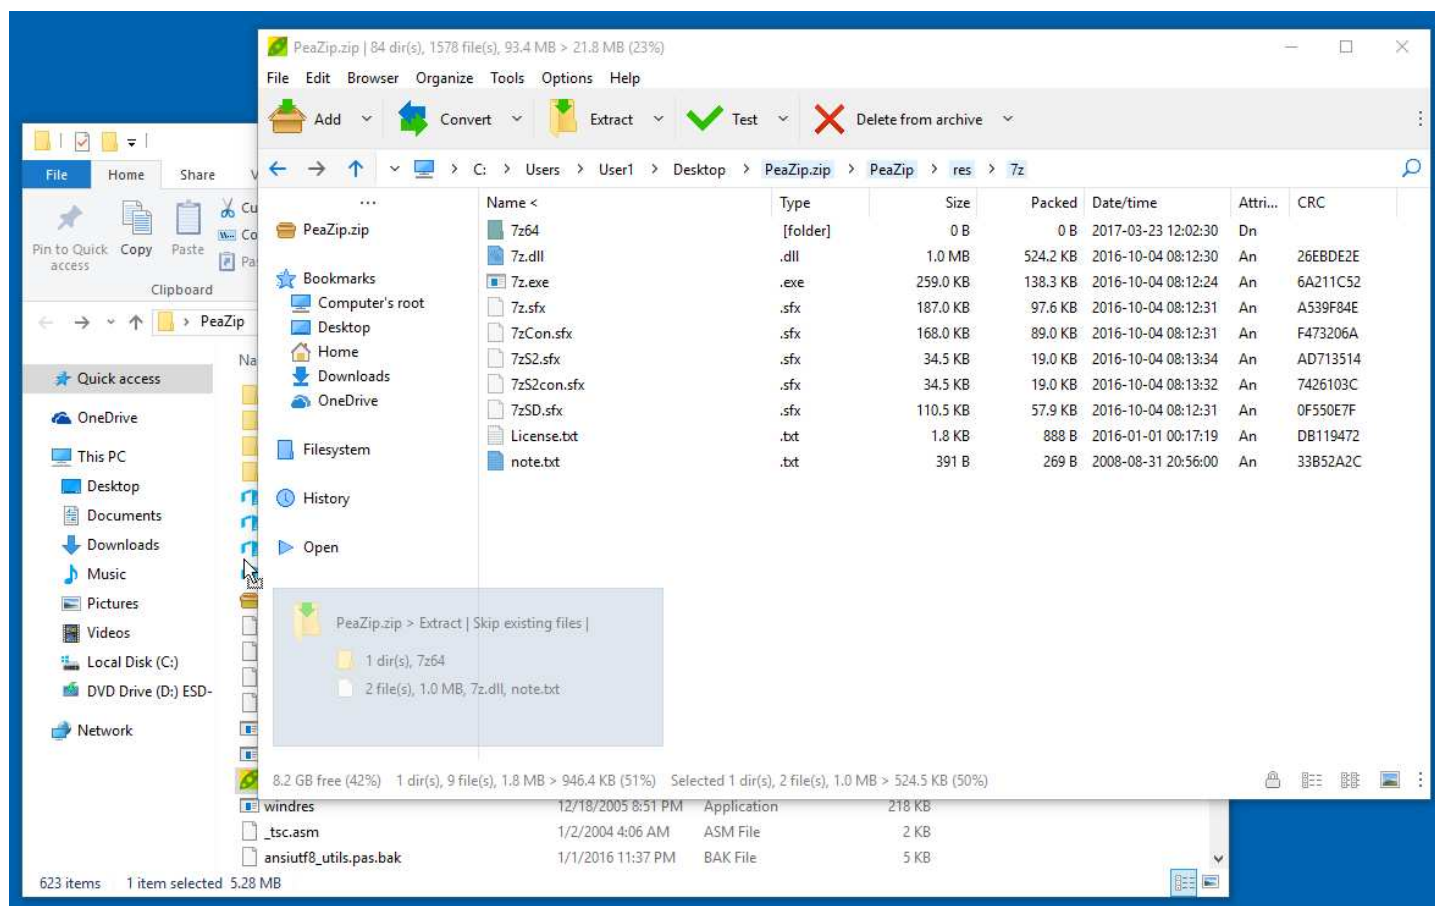 PeaZip.zip | 84 dir(s), 1578 file(s), 93.4 MB > 21.8 MB (23%)
File Edit Browser Organize Tools Options Help
Add Convert Extract Test Delete from archive
C: > Users > User1 > Desktop > PeaZip.zip > PeaZip > res > 7z
Name < Type Size Packed Date/time Attri... CRC
7z64 [folder] 0 B 0 B 2017-03-23 12:02:30 Dn
7z.dll .dll 1.0 MB 524.2 KB 2016-10-04 08:12:30 An 26EBDE2E
7z.exe .exe 259.0 KB 138.3 KB 2016-10-04 08:12:24 An 6A211C52
7z.sfx .sfx 187.0 KB 97.6 KB 2016-10-04 08:12:31 An A539F84E
7zCon.sfx .sfx 168.0 KB 89.0 KB 2016-10-04 08:12:31 An F473206A
7zS2.sfx .sfx 34.5 KB 19.0 KB 2016-10-04 08:13:34 An AD713514
7zS2con.sfx .sfx 34.5 KB 19.0 KB 2016-10-04 08:13:32 An 7426103C
7zSD.sfx .sfx 110.5 KB 57.9 KB 2016-10-04 08:12:31 An 0F550E7F
License.txt .txt 1.8 KB 888 B 2016-01-01 00:17:19 An DB119472
note.txt .txt 391 B 269 B 2008-08-31 20:56:00 An 33B52A2C
...
PeaZip.zip
Bookmarks
Computer's root
Desktop
Home
Downloads
OneDrive
Filesystem
History
Open
PeaZip.zip > Extract | Skip existing files |
1 dir(s), 7z64
2 file(s), 1.0 MB, 7z.dll, note.txt
8.2 GB free (42%) 1 dir(s), 9 file(s), 1.8 MB > 946.4 KB (51%) Selected 1 dir(s), 2 file(s), 1.0 MB > 524.5 KB (50%)
File Home Share
Pin to Quick access
Copy
Paste
Clipboard
> PeaZip
Quick access
OneDrive
This PC
Desktop
Documents
Downloads
Music
Pictures
Videos
Local Disk (C:)
DVD Drive (D:) ESD-
Network
windres 12/18/2005 8:51 PM Application 218 KB
_tsc.asm 1/2/2004 4:06 AM ASM File 2 KB
ansiutf8_utils.pas.bak 1/1/2016 11:37 PM BAK File 5 KB
623 items 1 item selected 5.28 MB